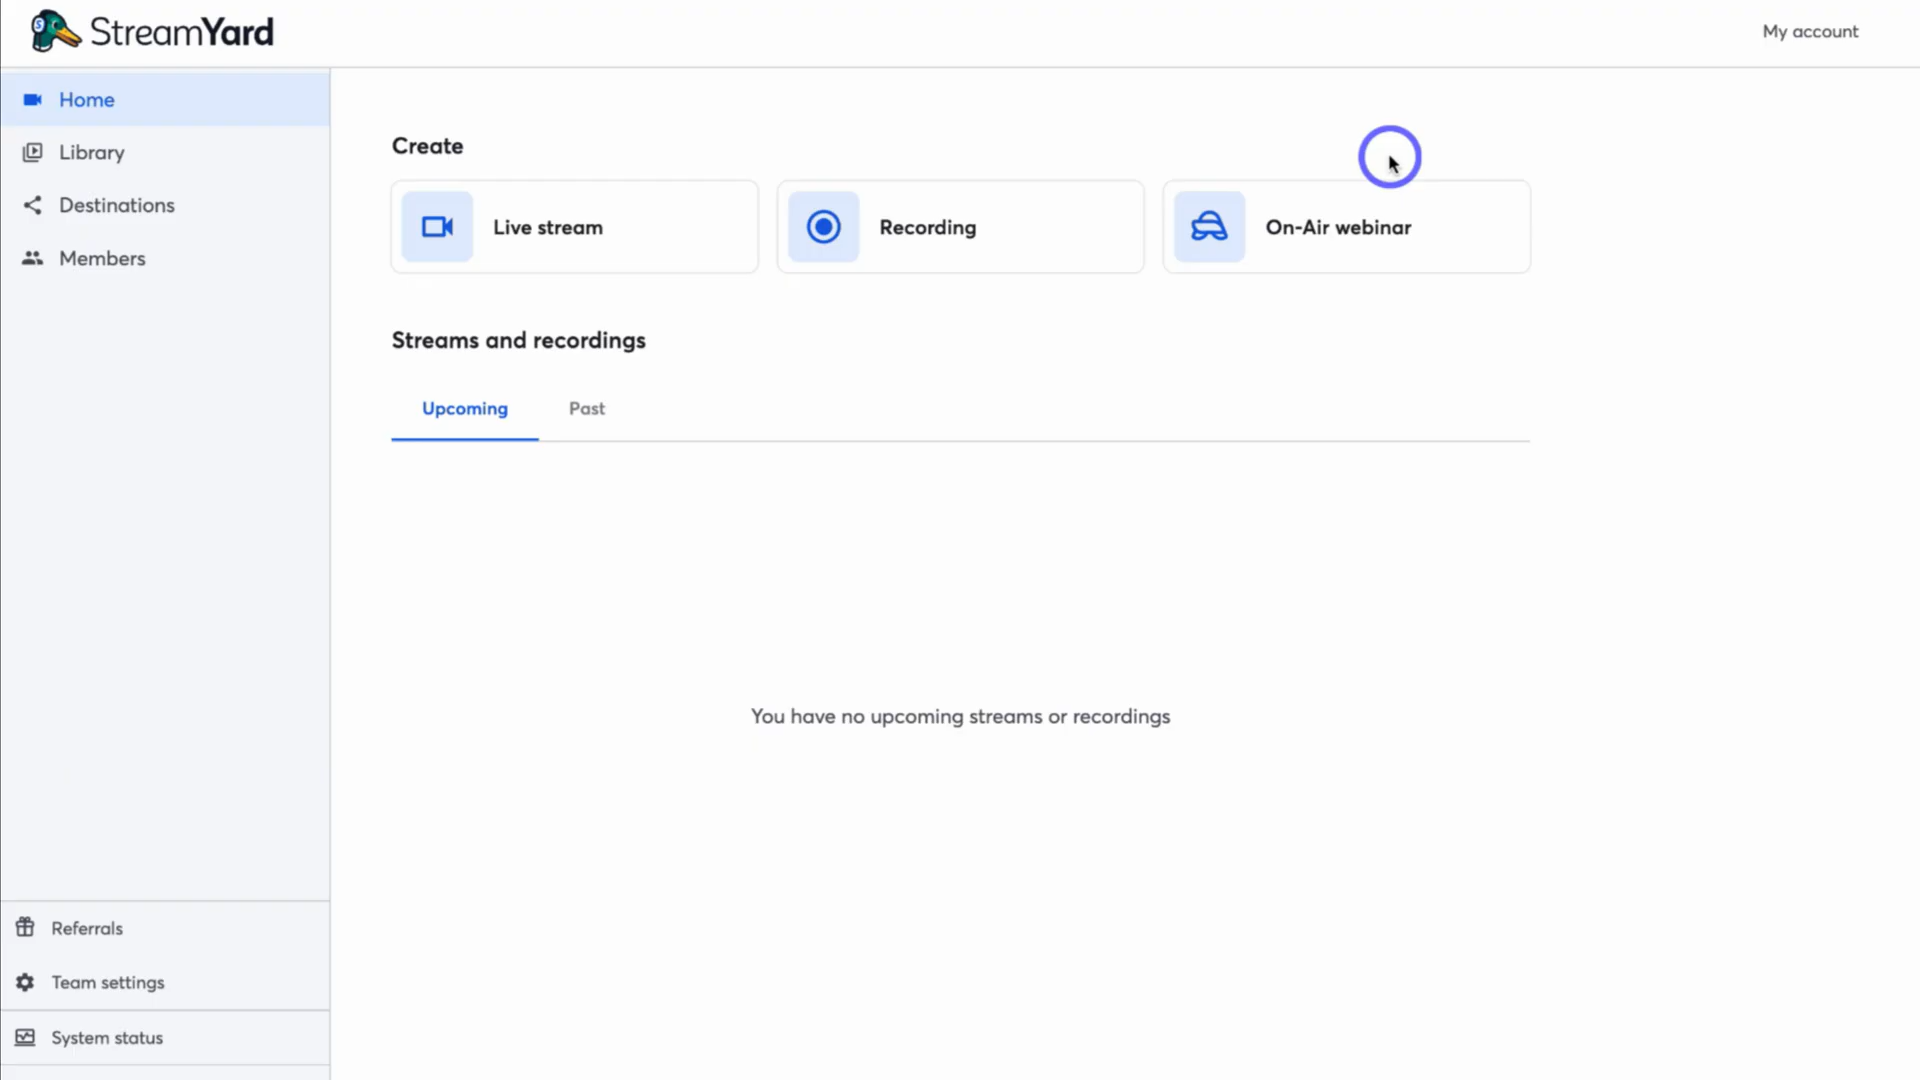 StreamYard
My account
Home
Library
Destinations
Members
Create
Live stream
Recording
On-Air webinar
Streams and recordings
Upcoming
Past
You have no upcoming streams or recordings
Referrals
Team settings
System status